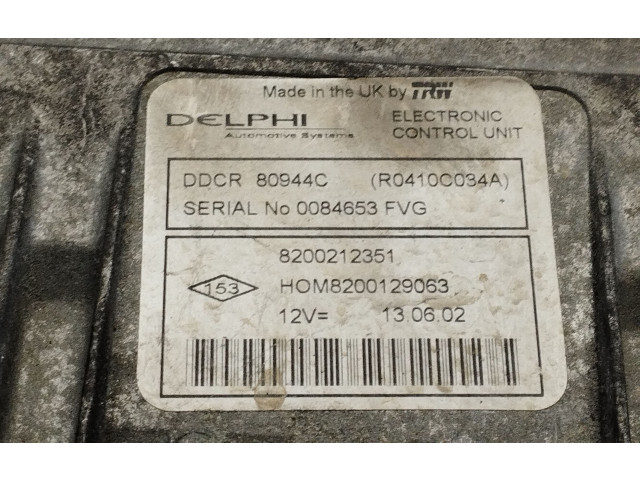 Made in the UK by TRW
DELPHI ELECTRONIC
Automotive Systems CONTROL UNIT
DDCR 80944C (R0410C034A)
SERIAL No 0084653 FVG
8200212351
153 HOM8200129063
12V= 13.06.02